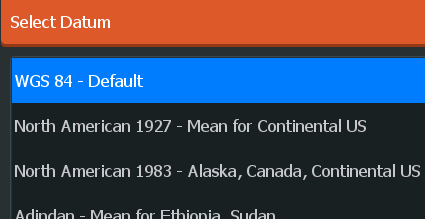 Select Datum
WGS 84 - Default
North American 1927 - Mean for Continental US
North American 1983 - Alaska, Canada, Continental US
Adindan - Mean for Ethiopia, Sudan